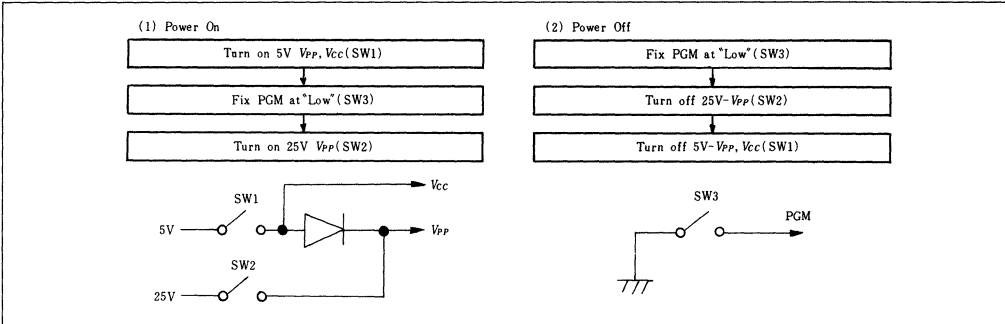 (1) Power On
Turn on 5V VPP, VCC(SW1)
Fix PGM at "Low" (SW3)
Turn on 25V VPP(SW2)
SW1
5V
Vcc
VPP
SW2
25V
(2) Power Off
Fix PGM at "Low" (SW3)
Turn off 25V-VPP(SW2)
Turn off 5V-VPP, Vcc(SW1)
SW3
PGM